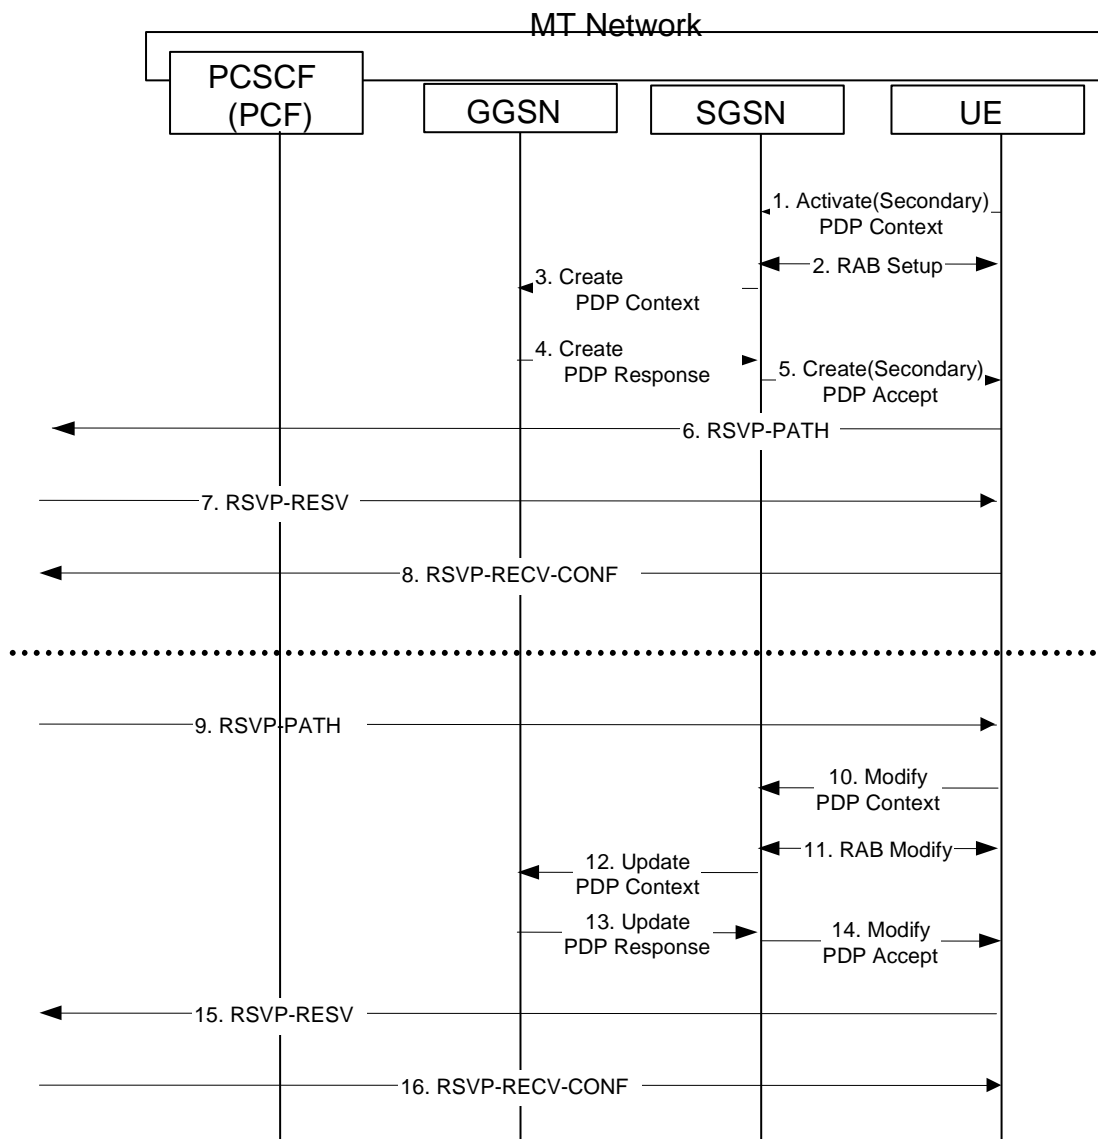 MT Network
PCSCF
(PCF)
GGSN
SGSN
UE
1. Activate(Secondary)
PDP Context
2. RAB Setup
3. Create
PDP Context
4. Create
PDP Response
5. Create(Secondary)
PDP Accept
6. RSVP-PATH
7. RSVP-RESV
8. RSVP-RECV-CONF
9. RSVP-PATH
10. Modify
PDP Context
11. RAB Modify
12. Update
PDP Context
13. Update
PDP Response
14. Modify
PDP Accept
15. RSVP-RESV
16. RSVP-RECV-CONF